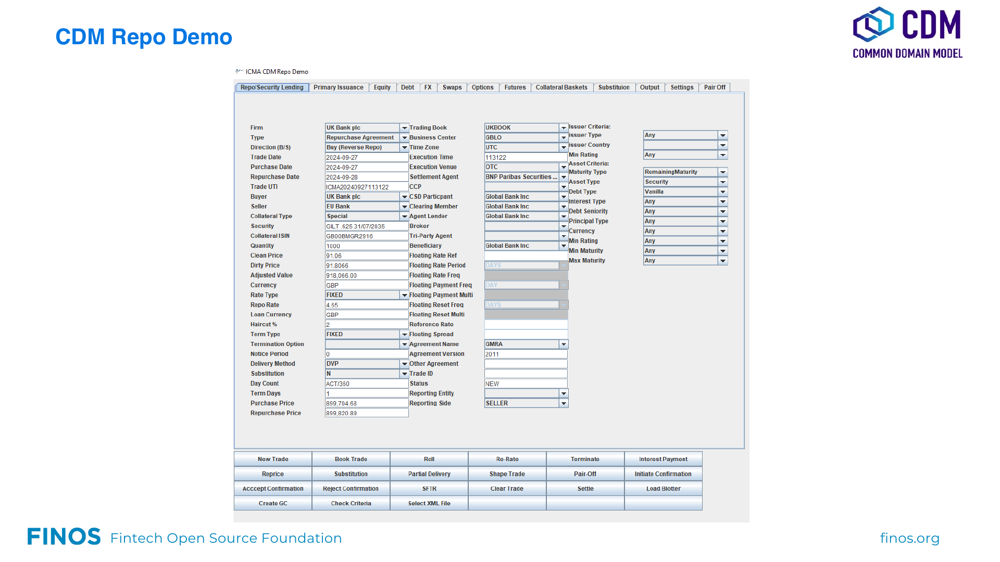 CDM Repo Demo
CDM
COMMON DOMAIN MODEL
ICMA CDM Repo Demo
Repo/Security Lending Primary Issuance Equity Debt FX Swaps Options Futures Collateral Baskets Substituion Output Settings Pair Off
Firm UK Bank plc
Type Repurchase Agreement
Direction (B/S) Buy (Reverse Repo)
Trade Date 2024-09-27
Purchase Date 2024-09-27
Repurchase Date 2024-09-28
Trade UTI ICMA20240927113122
Buyer UK Bank plc
Seller EU Bank
Collateral Type Special
Security GILT .625 31/07/2035
Collateral ISIN GB00BMGR2916
Quantity 1000
Clean Price 91.06
Dirty Price 91.8066
Adjusted Value 918,066.00
Currency GBP
Rate Type FIXED
Repo Rate 4.65
Loan Currency GBP
Haircut % 2
Term Type FIXED
Termination Option
Notice Period 0
Delivery Method DVP
Substitution N
Day Count ACT/360
Term Days 1
Purchase Price 899,704.68
Repurchase Price 899,820.89
Trading Book UKBOOK
Business Center GBLO
Time Zone UTC
Execution Time 113122
Execution Venue OTC
Settlement Agent BNP Paribas Securities ...
CCP
CSD Particpant Global Bank Inc
Clearing Member Global Bank Inc
Agent Lender Global Bank Inc
Broker
Tri-Party Agent
Beneficiary Global Bank Inc
Floating Rate Ref
Floating Rate Period DAYS
Floating Rate Freq
Floating Payment Freq DAY
Floating Payment Multi
Floating Reset Freq DAYS
Floating Reset Multi
Reference Rate
Floating Spread
Agreement Name GMRA
Agreement Version 2011
Other Agreement
Trade ID
Status NEW
Reporting Entity
Reporting Side SELLER
Issuer Criteria:
issuer Type Any
issuer Country
Min Rating Any
Asset Criteria:
Maturity Type RemainingMaturity
Asset Type Security
Debt Type Vanilla
Interest Type Any
Debt Seniority Any
Principal Type Any
Currency Any
Min Rating Any
Min Maturity Any
Max Maturity Any
New Trade Book Trade Roll Re-Rate Terminate Interest Payment
Reprice Substitution Partial Delivery Shape Trade Pair-Off Initiate Confirmation
Acccept Confirmation Reject Confirmation SFTR Clear Trade Settle Load Blotter
Create GC Check Criteria Select XML File
FINOS Fintech Open Source Foundation
finos.org